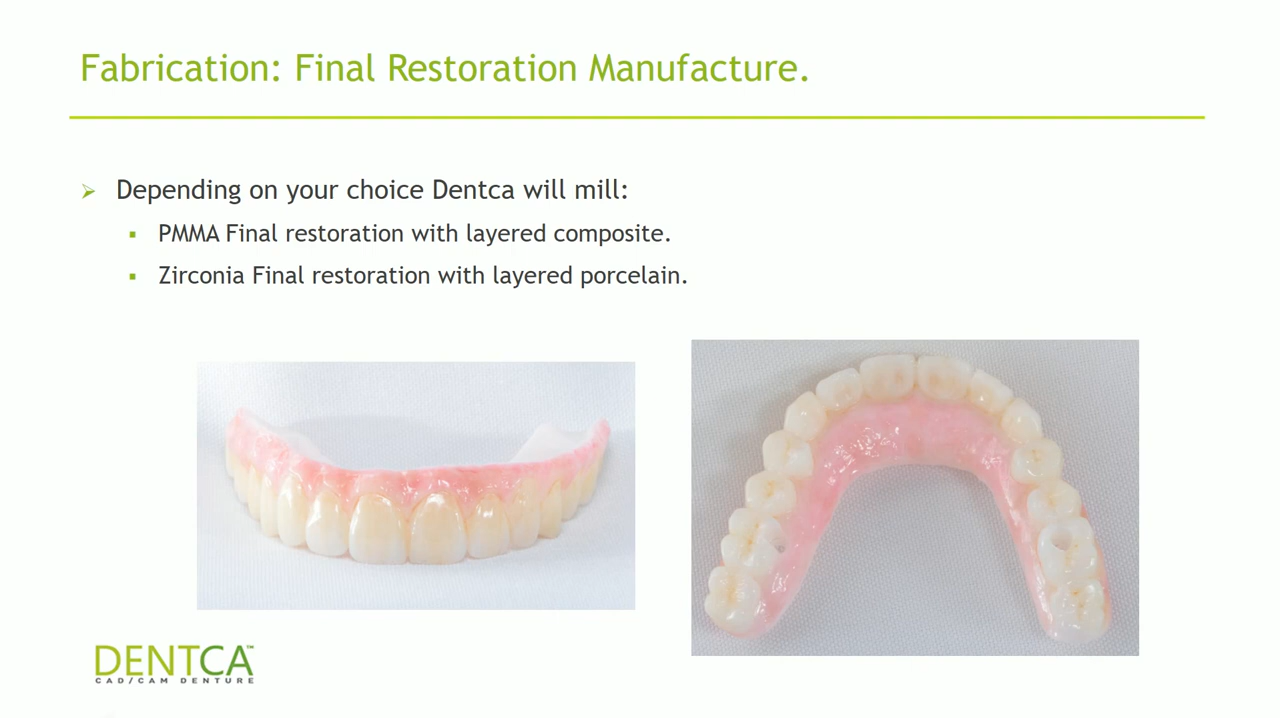 Fabrication: Final Restoration Manufacture.
Depending on your choice Dentca will mill:
PMMA Final restoration with layered composite.
Zirconia Final restoration with layered porcelain.
DENTCA™
CAD/CAM DENTURE